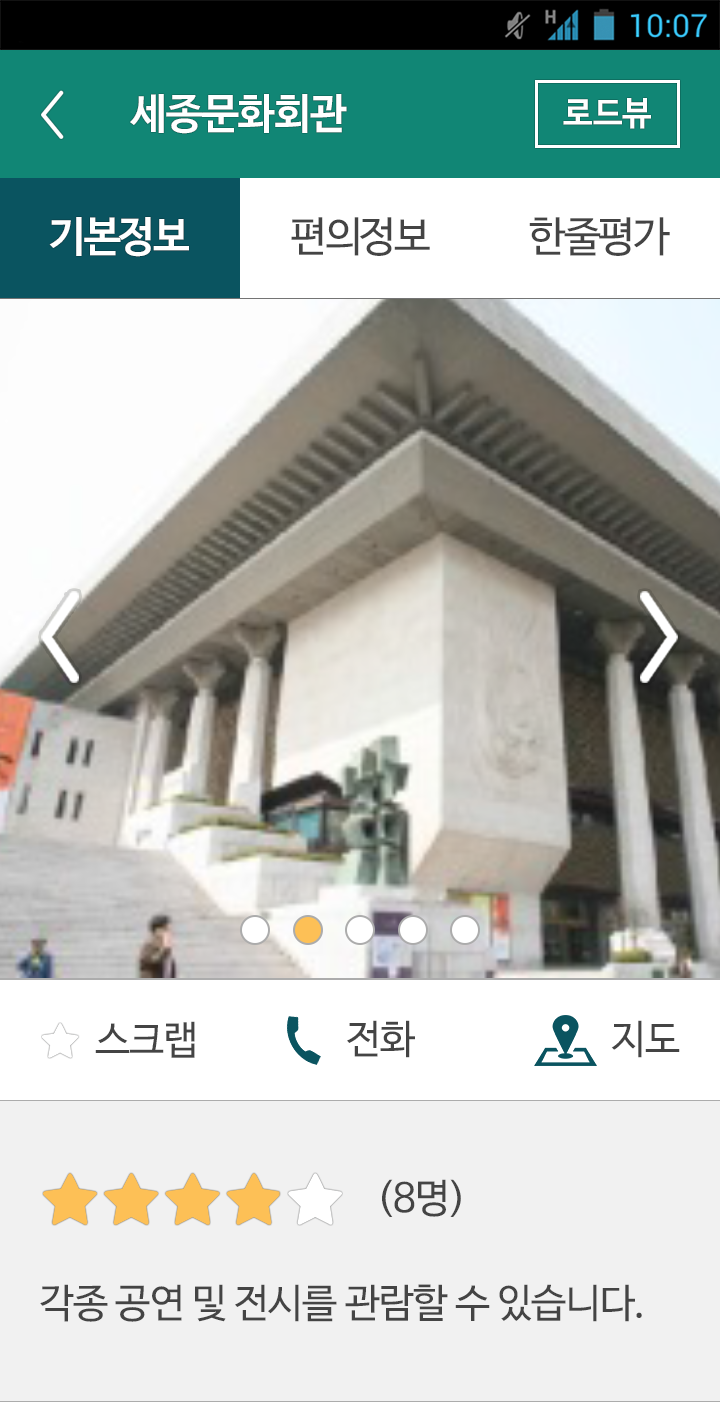 H 10:07
세종문화회관 로드뷰
기본정보 편의정보 한줄평가
스크랩 전화 지도
(8명)
각종 공연 및 전시를 관람할 수 있습니다.